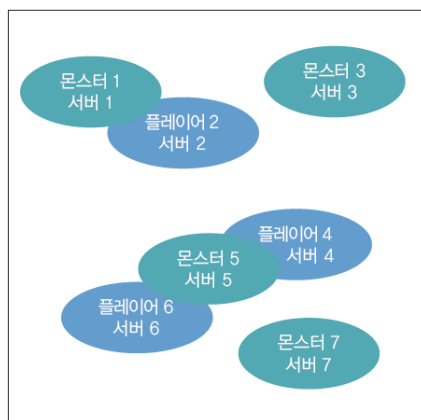 몬스터 1
서버 1
몬스터 3
서버 3
플레이어 2
서버 2
플레이어 4
서버 4
몬스터 5
서버 5
플레이어 6
서버 6
몬스터 7
서버 7